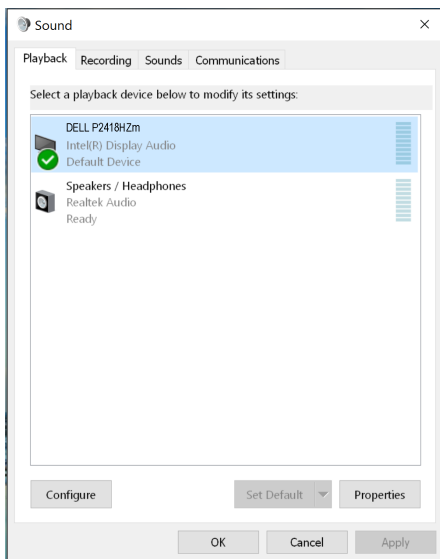 Sound
Playback Recording Sounds Communications
Select a playback device below to modify its settings:
DELL P2418HZm
Intel(R) Display Audio
Default Device
Speakers / Headphones
Realtek Audio
Ready
Configure Set Default Properties
OK Cancel Apply